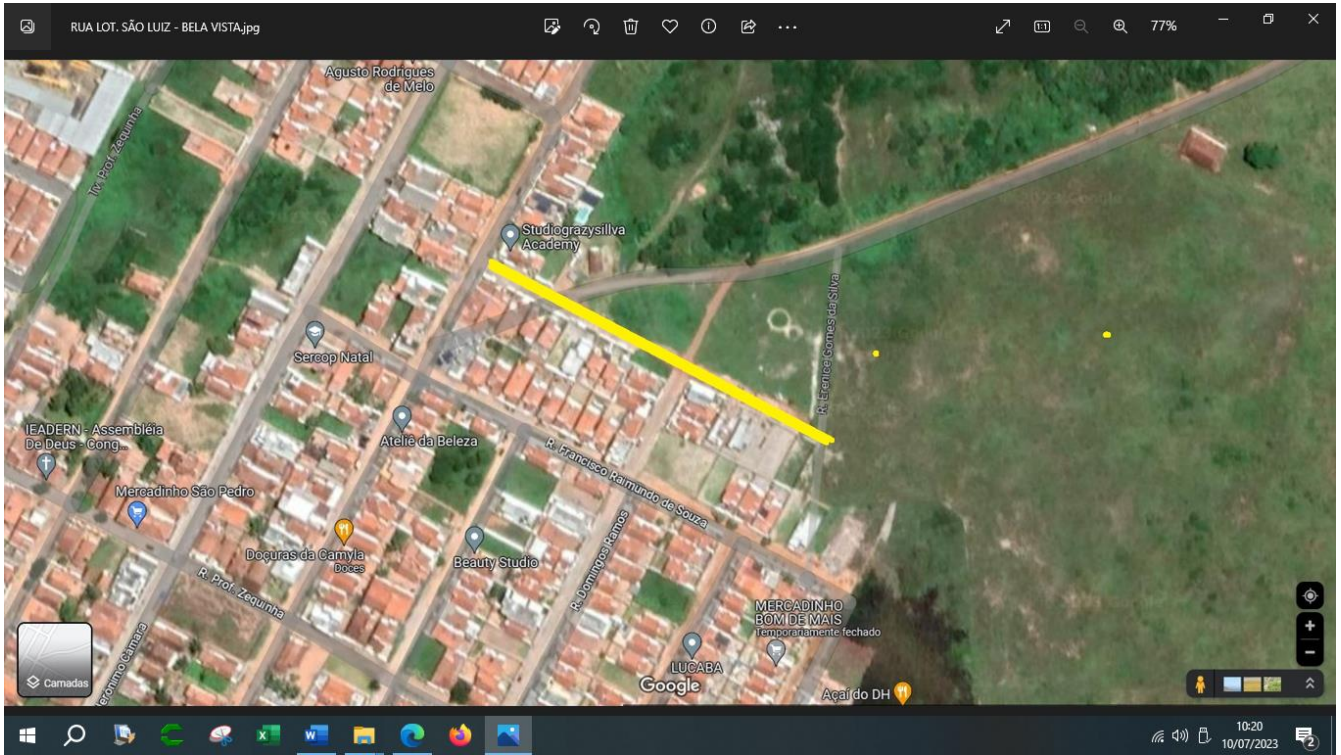 RUA LOT. SÃO LUIZ - BELA VISTA.jpg
77%
Agusto Rodrigues
de Melo
Tv. Prof. Zequinha
Studiograzysillva
Academy
Sercop Natal
R. Erenice Gomes da Silva
IEADERN - Assembléia
De Deus - Cong...
Ateliê da Beleza
R. Francisco Raimundo de Souza
Mercadinho São Pedro
Doçuras da Camyla
Doces
Beauty Studio
R. Domingos Ramos
R. Prof. Zequinha
MERCADINHO
BOM DE MAIS
Temporariamente fechado
LUCABA
Google
Açaí do DH
Camadas
10:20
10/07/2023
2